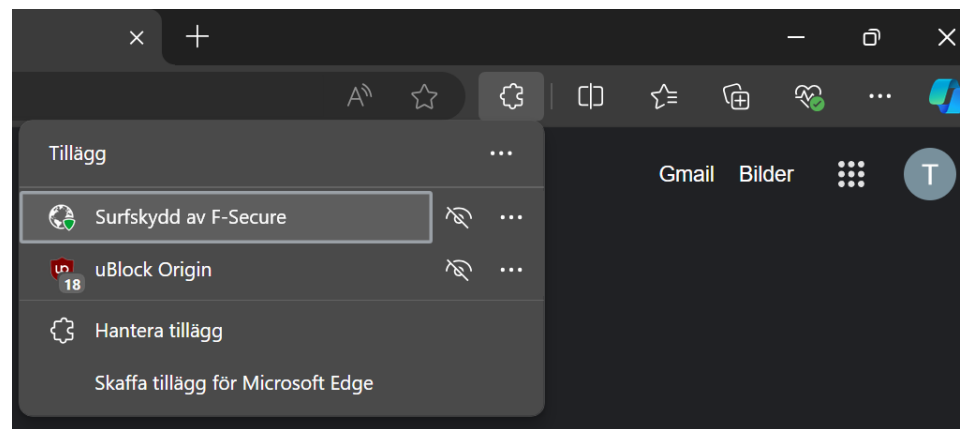 Tillägg
Gmail Bilder
T
Surfskydd av F-Secure
uBlock Origin
18
Hantera tillägg
Skaffa tillägg för Microsoft Edge